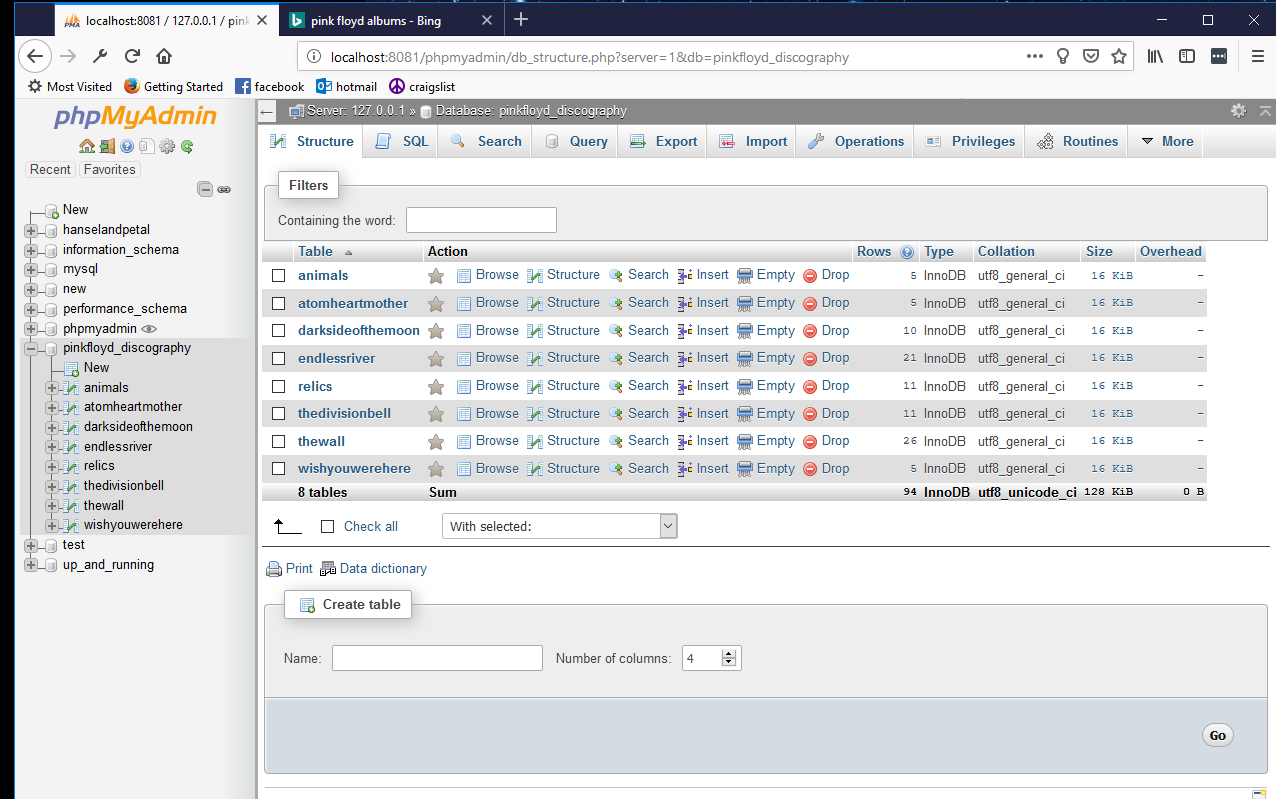 localhost:8081 / 127.0.0.1 / pink
pink floyd albums - Bing
localhost:8081/phpmyadmin/db_structure.php?server=1&db=pinkfloyd_discography
Most Visited Getting Started facebook hotmail craigslist
phpMyAdmin
Recent Favorites
New
hanselandpetal
information_schema
mysql
new
performance_schema
phpmyadmin
pinkfloyd_discography
New
animals
atomheartmother
darksideofthemoon
endlessriver
relics
thedivisionbell
thewall
wishyouwerehere
test
up_and_running
Server: 127.0.0.1 » Database: pinkfloyd_discography
Structure SQL Search Query Export Import Operations Privileges Routines More
Filters
Containing the word:
Table Action Rows Type Collation Size Overhead
animals Browse Structure Search Insert Empty Drop 5 InnoDB utf8_general_ci 16 KiB -
atomheartmother Browse Structure Search Insert Empty Drop 5 InnoDB utf8_general_ci 16 KiB -
darksideofthemoon Browse Structure Search Insert Empty Drop 10 InnoDB utf8_general_ci 16 KiB -
endlessriver Browse Structure Search Insert Empty Drop 21 InnoDB utf8_general_ci 16 KiB -
relics Browse Structure Search Insert Empty Drop 11 InnoDB utf8_general_ci 16 KiB -
thedivisionbell Browse Structure Search Insert Empty Drop 11 InnoDB utf8_general_ci 16 KiB -
thewall Browse Structure Search Insert Empty Drop 26 InnoDB utf8_general_ci 16 KiB -
wishyouwerehere Browse Structure Search Insert Empty Drop 5 InnoDB utf8_general_ci 16 KiB -
8 tables Sum 94 InnoDB utf8_unicode_ci 128 KiB 0 B
Check all With selected:
Print Data dictionary
Create table
Name: Number of columns: 4
Go